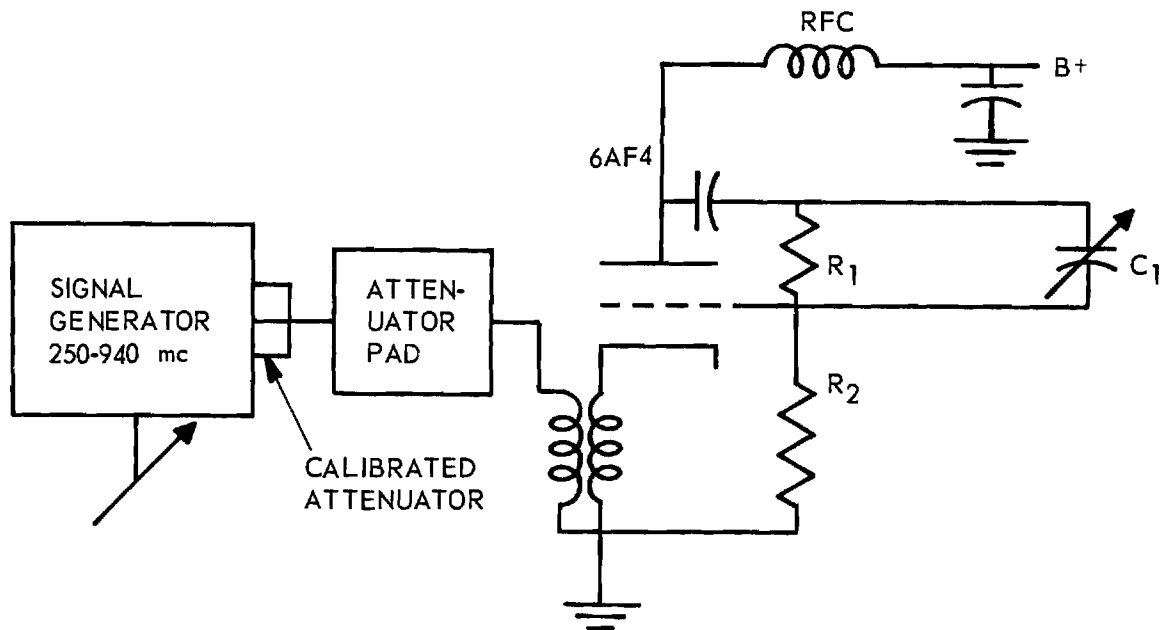 RFC
B+
6AF4
R1
C1
SIGNAL
GENERATOR
250-940 mc
ATTEN-
UATOR
PAD
R2
CALIBRATED
ATTENUATOR